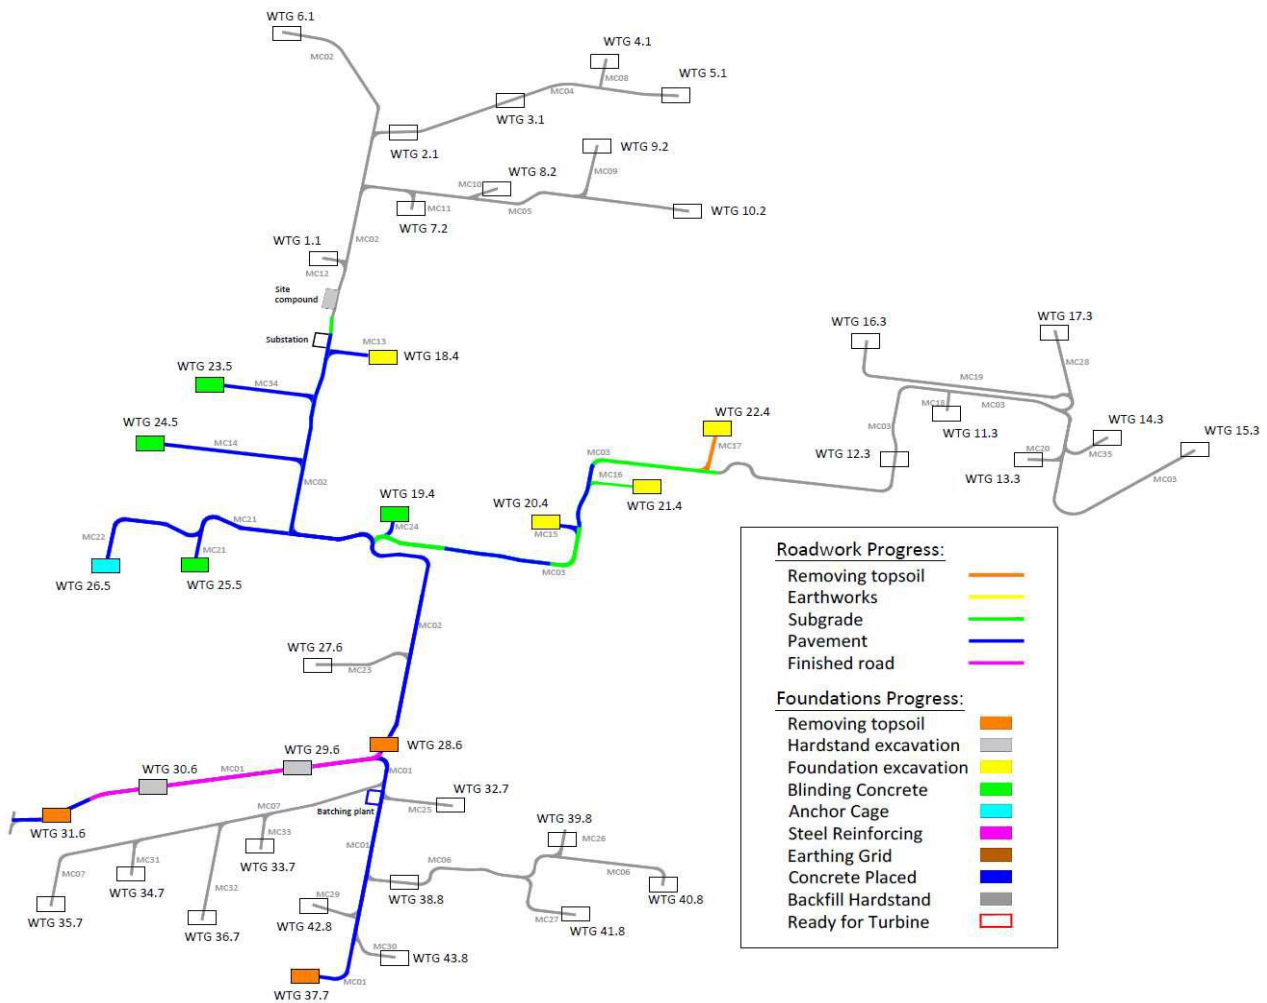 WTG 6.1
MC02
WTG 4.1
MC08
WTG 5.1
MC04
WTG 3.1
WTG 2.1
WTG 9.2
MC09
WTG 8.2
MC10
MC11
MC05
WTG 10.2
WTG 7.2
MC02
WTG 1.1
MC12
Site
compound
Substation
MC13
WTG 18.4
WTG 23.5
MC34
WTG 24.5
MC14
MC02
WTG 16.3
WTG 17.3
MC28
MC19
MC18
MC03
WTG 11.3
MC03
WTG 12.3
WTG 14.3
WTG 15.3
MC20
MC35
WTG 13.3
MC03
WTG 22.4
MC37
MC03
MC16
WTG 21.4
WTG 20.4
MC15
MC03
WTG 19.4
MC24
MC21
MC22
MC21
WTG 26.5
WTG 25.5
MC02
WTG 27.6
MC23
WTG 28.6
WTG 29.6
WTG 30.6
MC01
MC01
WTG 31.6
Batching plant
WTG 32.7
MC25
MC07
MC33
WTG 33.7
MC31
MC07
WTG 34.7
MC32
WTG 35.7
WTG 36.7
MC01
MC06
WTG 38.8
WTG 39.8
MC26
MC06
WTG 40.8
MC27
WTG 41.8
MC29
WTG 42.8
MC30
WTG 43.8
MC01
WTG 37.7
Roadwork Progress:
Removing topsoil
Earthworks
Subgrade
Pavement
Finished road
Foundations Progress:
Removing topsoil
Hardstand excavation
Foundation excavation
Blinding Concrete
Anchor Cage
Steel Reinforcing
Earthing Grid
Concrete Placed
Backfill Hardstand
Ready for Turbine